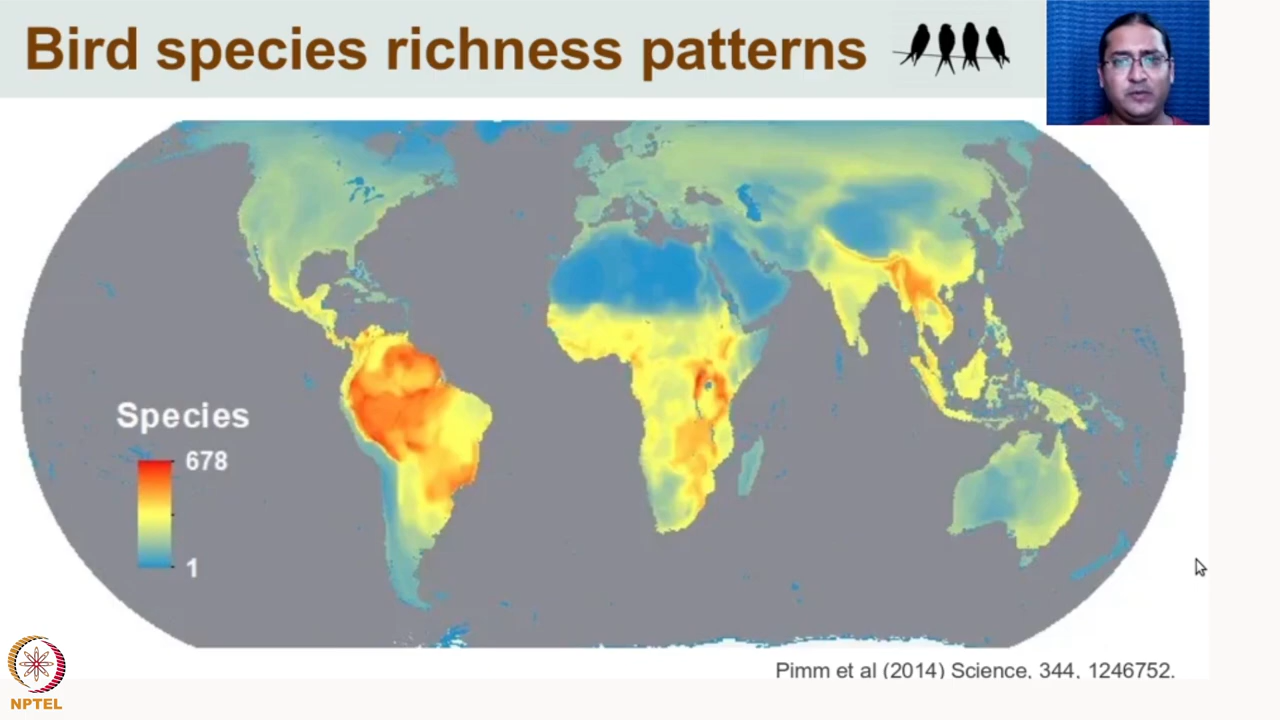 Bird species richness patterns
Species
678
1
Pimm et al (2014) Science, 344, 1246752.
NPTEL